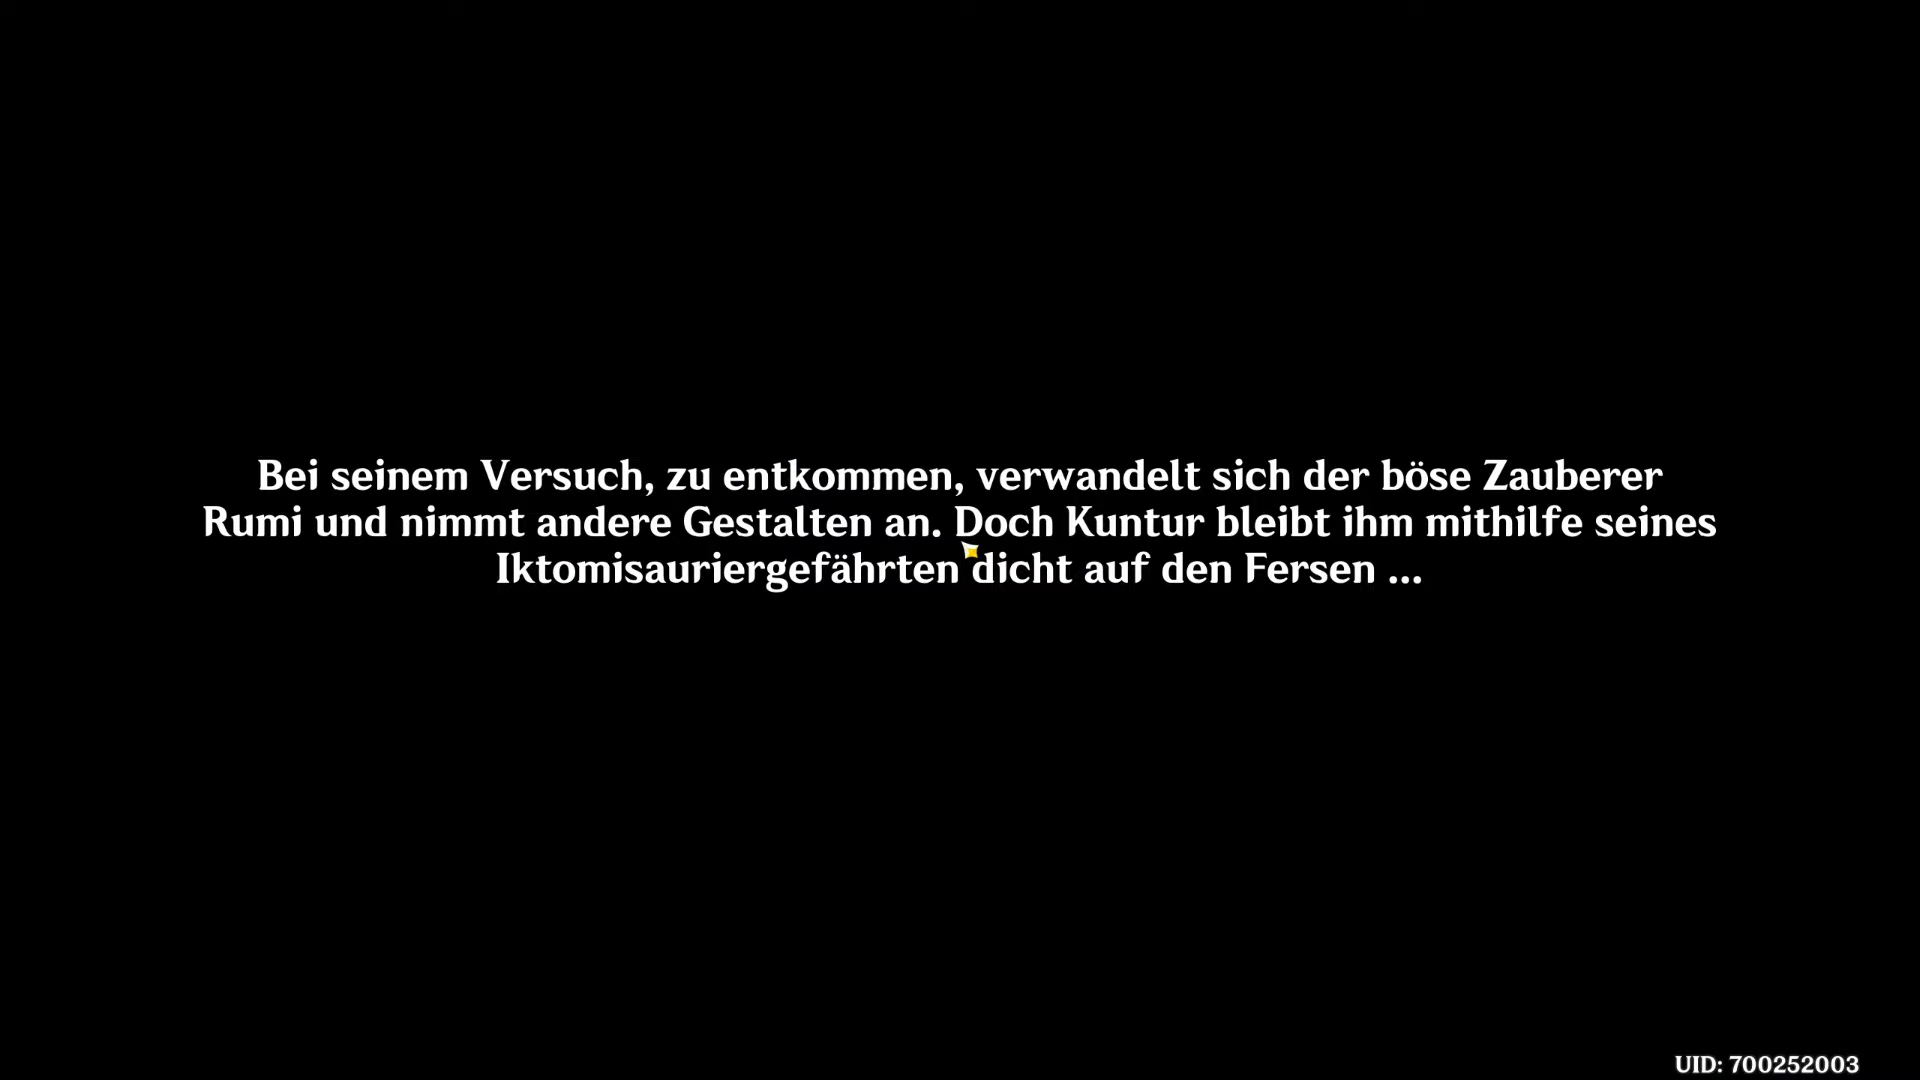 Bei seinem Versuch, zu entkommen, verwandelt sich der böse Zauberer
Rumi und nimmt andere Gestalten an. Doch Kuntur bleibt ihm mithilfe seines
Iktomisauriergefährten dicht auf den Fersen ...
UID: 700252003